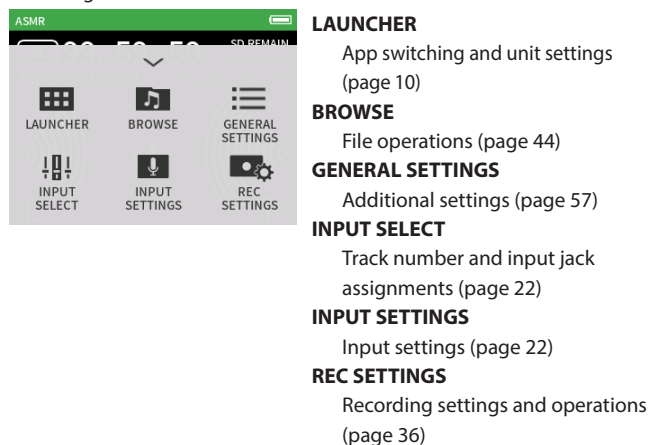 ASMR
SD REMAIN
LAUNCHER
BROWSE
GENERAL
SETTINGS
INPUT
SELECT
INPUT
SETTINGS
REC
SETTINGS
LAUNCHER
App switching and unit settings
(page 10)
BROWSE
File operations (page 44)
GENERAL SETTINGS
Additional settings (page 57)
INPUT SELECT
Track number and input jack
assignments (page 22)
INPUT SETTINGS
Input settings (page 22)
REC SETTINGS
Recording settings and operations
(page 36)